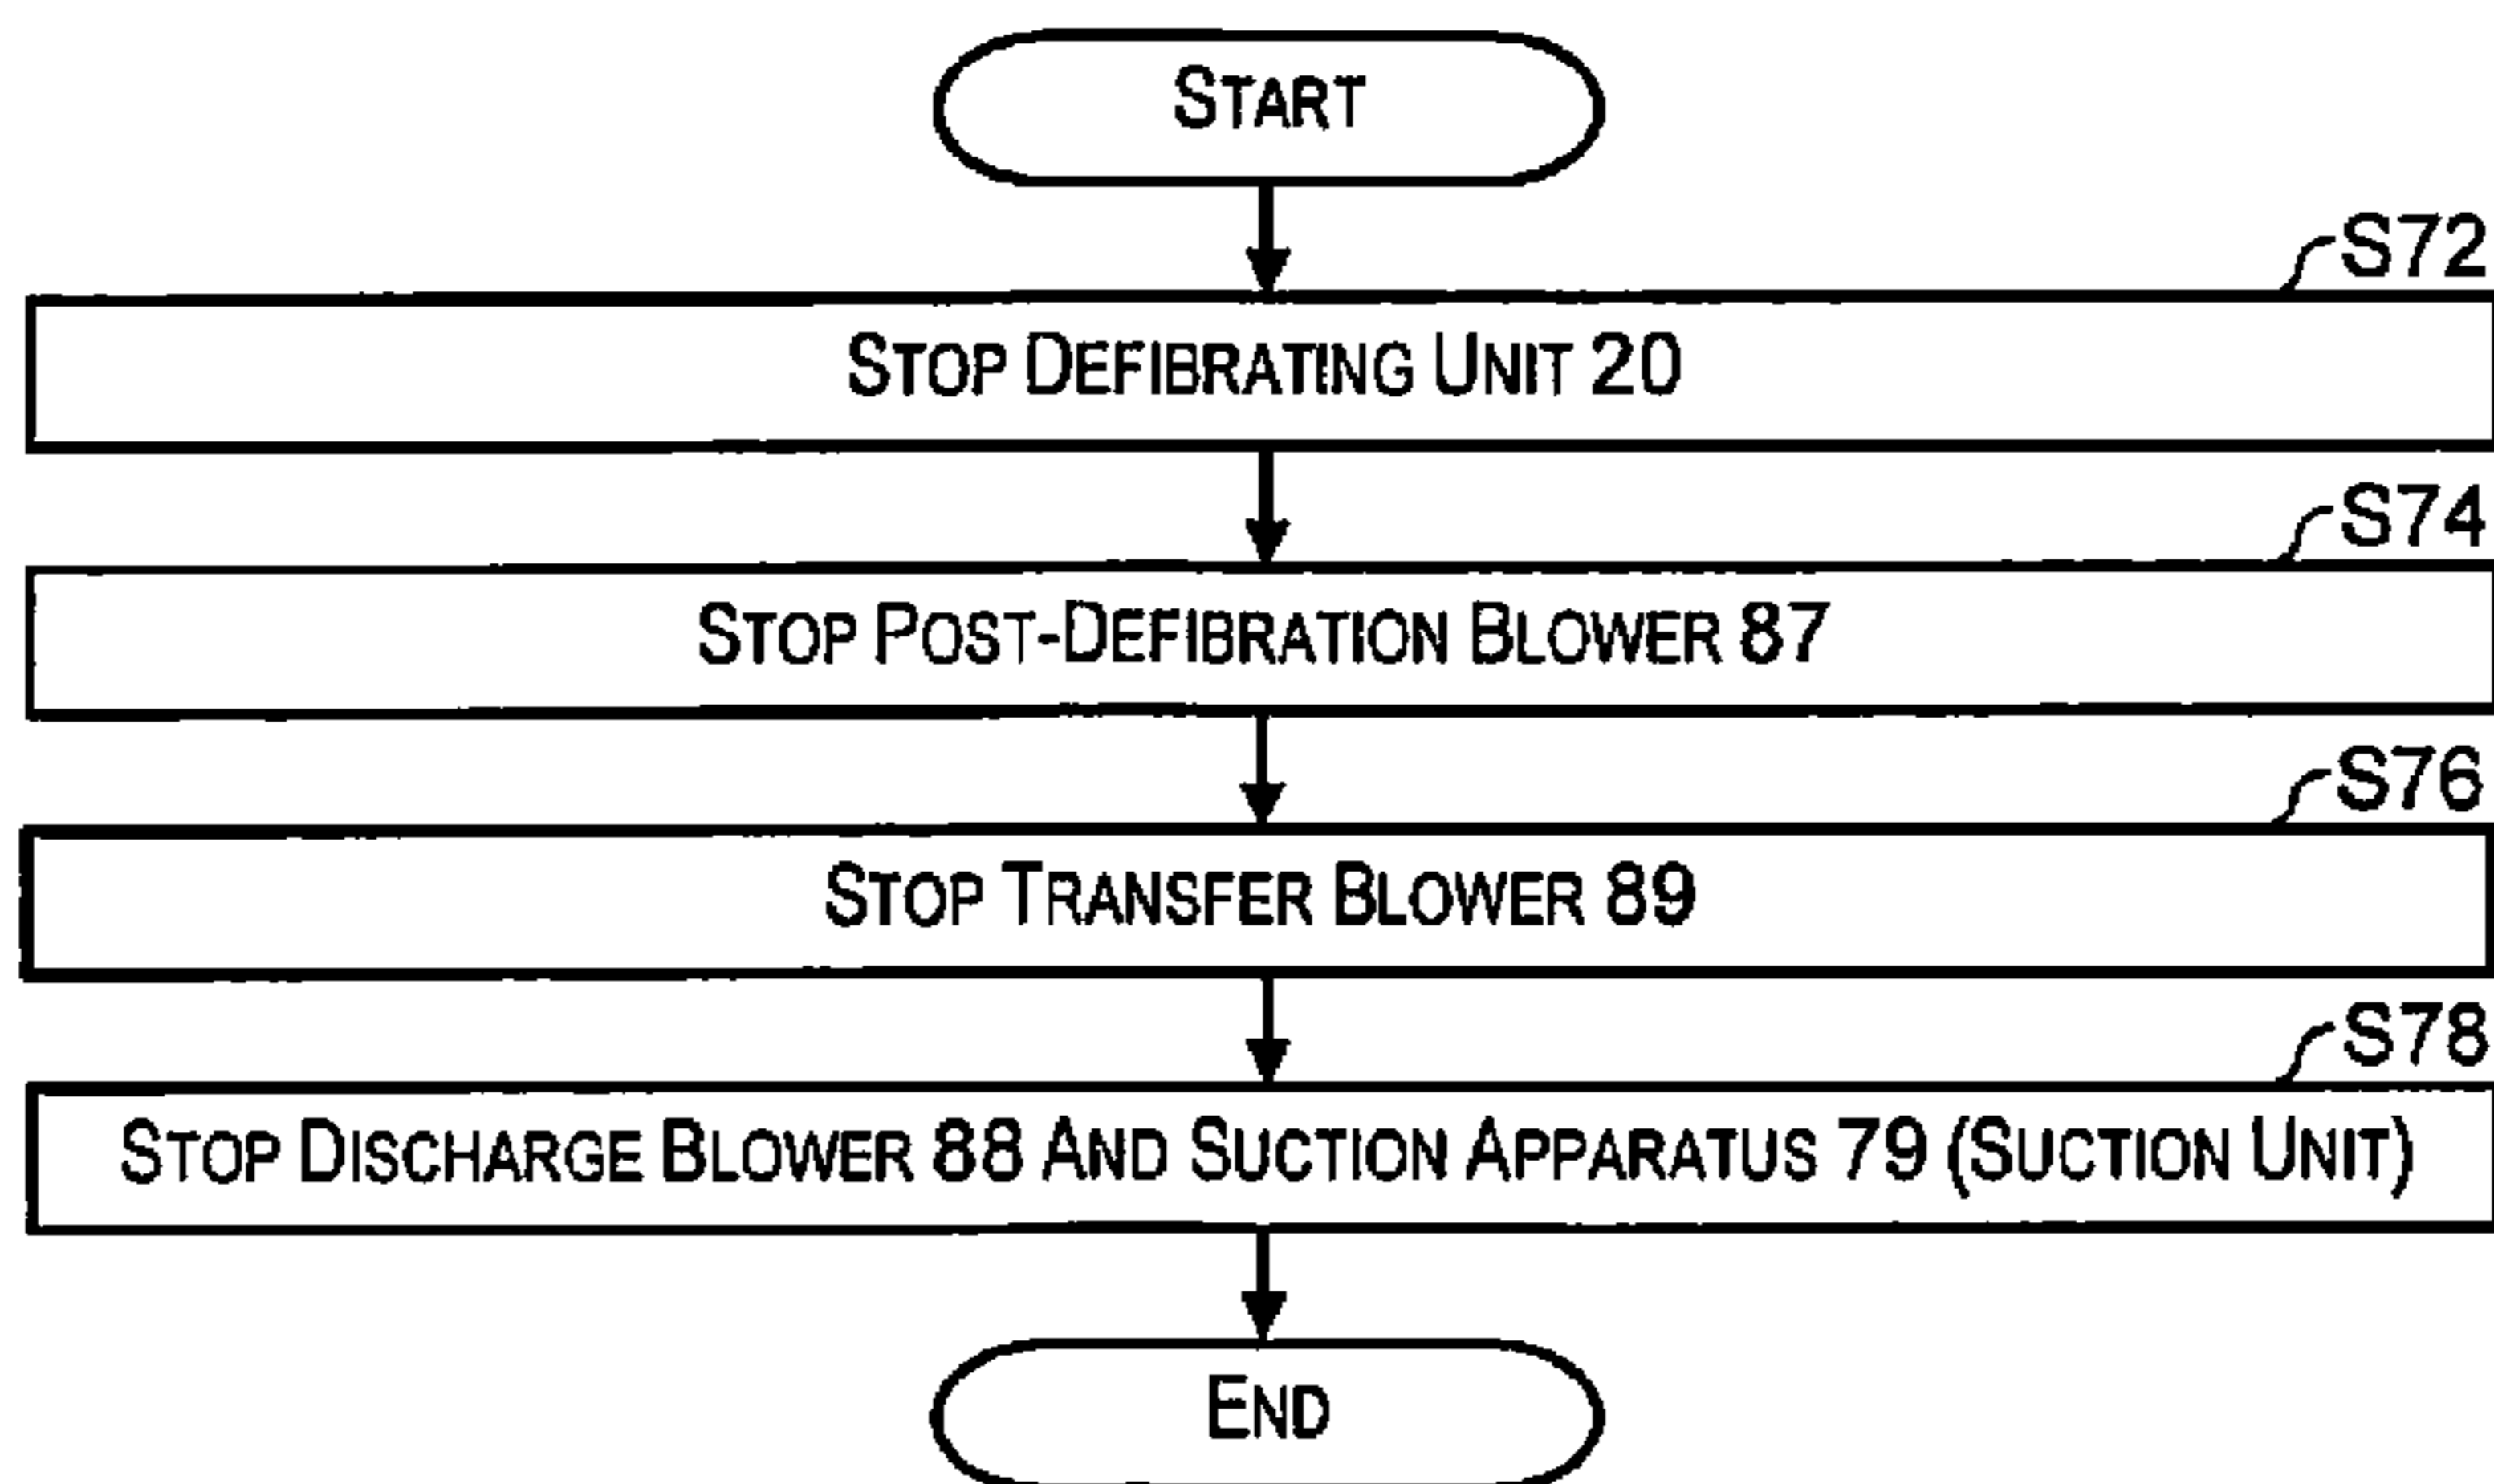 START
S72
STOP DEFIBRATING UNIT 20
S74
STOP POST-DEFIBRATION BLOWER 87
S76
STOP TRANSFER BLOWER 89
S78
STOP DISCHARGE BLOWER 88 AND SUCTION APPARATUS 79 (SUCTION UNIT)
END